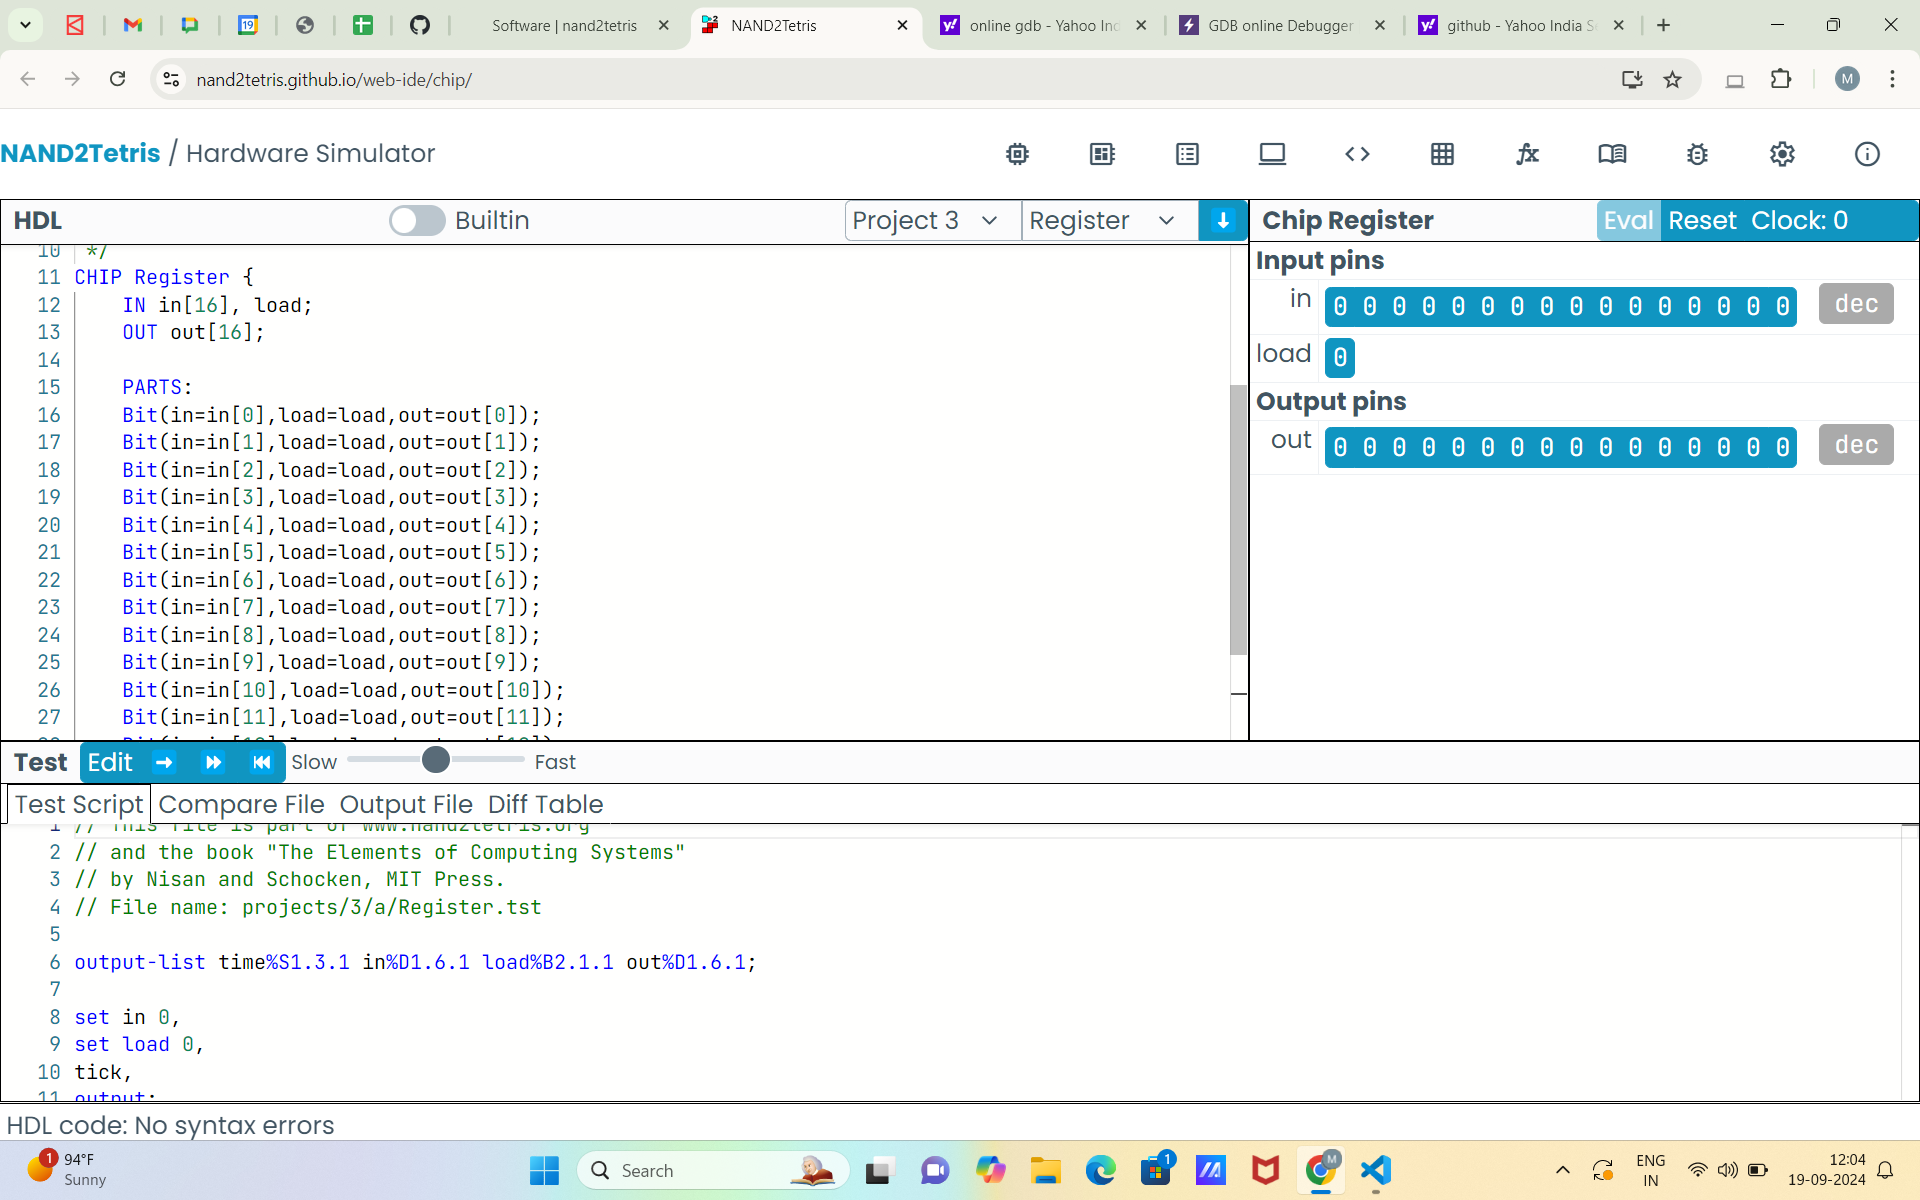 Software | nand2tetris
NAND2Tetris
online gdb - Yahoo Ind
GDB online Debugger
github - Yahoo India Se
nand2tetris.github.io/web-ide/chip/
M
NAND2Tetris / Hardware Simulator
HDL
Builtin
Project 3
Register
Chip Register
Eval
Reset
Clock: 0
10 */
11 CHIP Register {
12 IN in[16], load;
13 OUT out[16];
14
15 PARTS:
16 Bit(in=in[0],load=load,out=out[0]);
17 Bit(in=in[1],load=load,out=out[1]);
18 Bit(in=in[2],load=load,out=out[2]);
19 Bit(in=in[3],load=load,out=out[3]);
20 Bit(in=in[4],load=load,out=out[4]);
21 Bit(in=in[5],load=load,out=out[5]);
22 Bit(in=in[6],load=load,out=out[6]);
23 Bit(in=in[7],load=load,out=out[7]);
24 Bit(in=in[8],load=load,out=out[8]);
25 Bit(in=in[9],load=load,out=out[9]);
26 Bit(in=in[10],load=load,out=out[10]);
27 Bit(in=in[11],load=load,out=out[11]);
Input pins
in 0 0 0 0 0 0 0 0 0 0 0 0 0 0 0 0 dec
load 0
Output pins
out 0 0 0 0 0 0 0 0 0 0 0 0 0 0 0 0 dec
Test
Edit
Slow
Fast
Test Script
Compare File
Output File
Diff Table
1 // This file is part of www.nand2tetris.org
2 // and the book "The Elements of Computing Systems"
3 // by Nisan and Schocken, MIT Press.
4 // File name: projects/3/a/Register.tst
5
6 output-list time%S1.3.1 in%D1.6.1 load%B2.1.1 out%D1.6.1;
7
8 set in 0,
9 set load 0,
10 tick,
11 output;
HDL code: No syntax errors
1
94°F
Sunny
Search
1
M
ENG
IN
12:04
19-09-2024